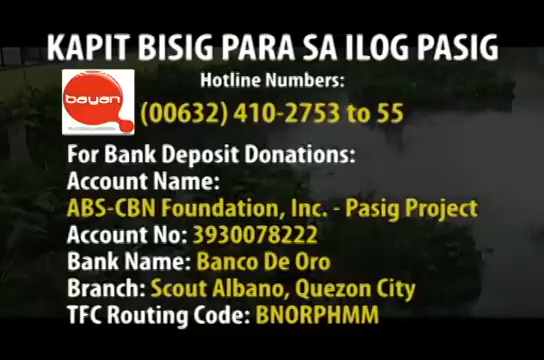 KAPIT BISIG PARA SA ILOG PASIG
Hotline Numbers:
bayan
(00632) 410-2753 to 55
For Bank Deposit Donations:
Account Name:
ABS-CBN Foundation, Inc. - Pasig Project
Account No: 3930078222
Bank Name: Banco De Oro
Branch: Scout Albano, Quezon City
TFC Routing Code: BNORPHMM